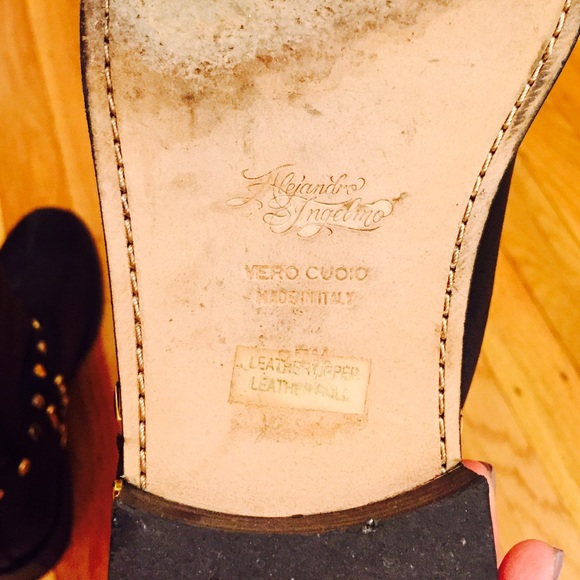 Alejandro
Ingelmo
VERO CUOIO
MADE IN ITALY
LEATHER UPPER
LEATHER SOLE